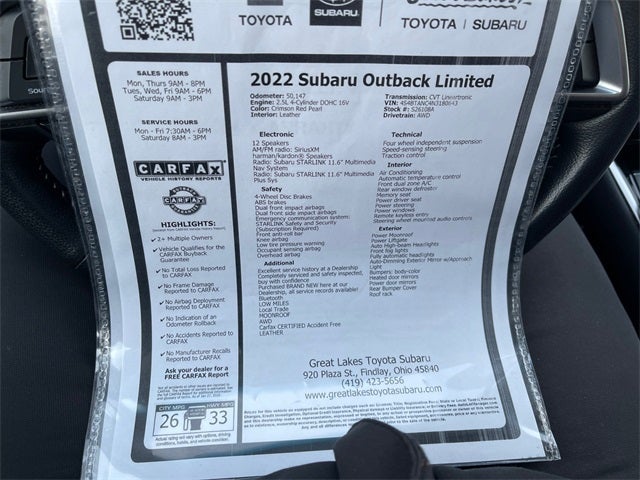 TOYOTA
SUBARU
TOYOTA | SUBARU
SALES HOURS
Mon, Thurs 9AM - 8PM
Tues, Wed, Fri 9AM - 6PM
Saturday 9AM - 3PM
SERVICE HOURS
Mon - Fri 7:30AM - 6PM
Saturday 8AM - 3PM
CARFAX
VEHICLE HISTORY REPORTS
CARFAX
HIGHLIGHTS:
✓ 2+ Multiple Owners
✓ Vehicle Qualifies for the
CARFAX Buyback
Guarantee
✓ No Total Loss Reported
to CARFAX
✓ No Frame Damage
Reported to CARFAX
✓ No Airbag Deployment
Reported to CARFAX
✓ No Indication of an
Odometer Rollback
✓ No Accidents Reported to
CARFAX
✓ No Manufacturer Recalls
Reported to CARFAX
Ask your dealer for a
FREE CARFAX Report
CITY MPG
HWY MPG
26
33
2022 Subaru Outback Limited
Odometer: 50,147
Engine: 2.5L 4-Cylinder DOHC 16V
Color: Crimson Red Pearl
Interior: Leather
Transmission: CVT Lineartronic
VIN: 4S4BTANC4N3180643
Stock #: S26108A
Drivetrain: AWD
Electronic
12 Speakers
AM/FM radio: SiriusXM
harman/kardon® Speakers
Radio: Subaru STARLINK 11.6" Multimedia
Nav System
Radio: Subaru STARLINK 11.6" Multimedia
Plus Sys
Safety
4-Wheel Disc Brakes
ABS brakes
Dual front impact airbags
Dual front side impact airbags
Emergency communication system:
STARLINK Safety and Security
(Subscription Required)
Front anti-roll bar
Knee airbag
Low tire pressure warning
Occupant sensing airbag
Overhead airbag
Additional
Excellent service history at a Dealership
Completely serviced and safety inspected,
buy with confidence
Purchased BRAND NEW here at our
Dealership, all service records available!
Bluetooth
LOW MILES
Local Trade
MOONROOF
AWD
Carfax CERTIFIED Accident Free
LEATHER
Technical
Four wheel independent suspension
Speed-sensing steering
Traction control
Interior
Air Conditioning
Automatic temperature control
Front dual zone A/C
Rear window defroster
Memory seat
Power driver seat
Power steering
Power windows
Remote keyless entry
Steering wheel mounted audio controls
Exterior
Power Moonroof
Power Liftgate
Auto High-beam Headlights
Front fog lights
Fully automatic headlights
Auto-Dimming Exterior Mirror w/Approach
Light
Bumpers: body-color
Heated door mirrors
Power door mirrors
Rear Bumper Cover
Roof rack
Great Lakes Toyota Subaru
920 Plaza St., Findlay, Ohio 45840
(419) 423-5656
www.greatlakestoyotasubaru.com